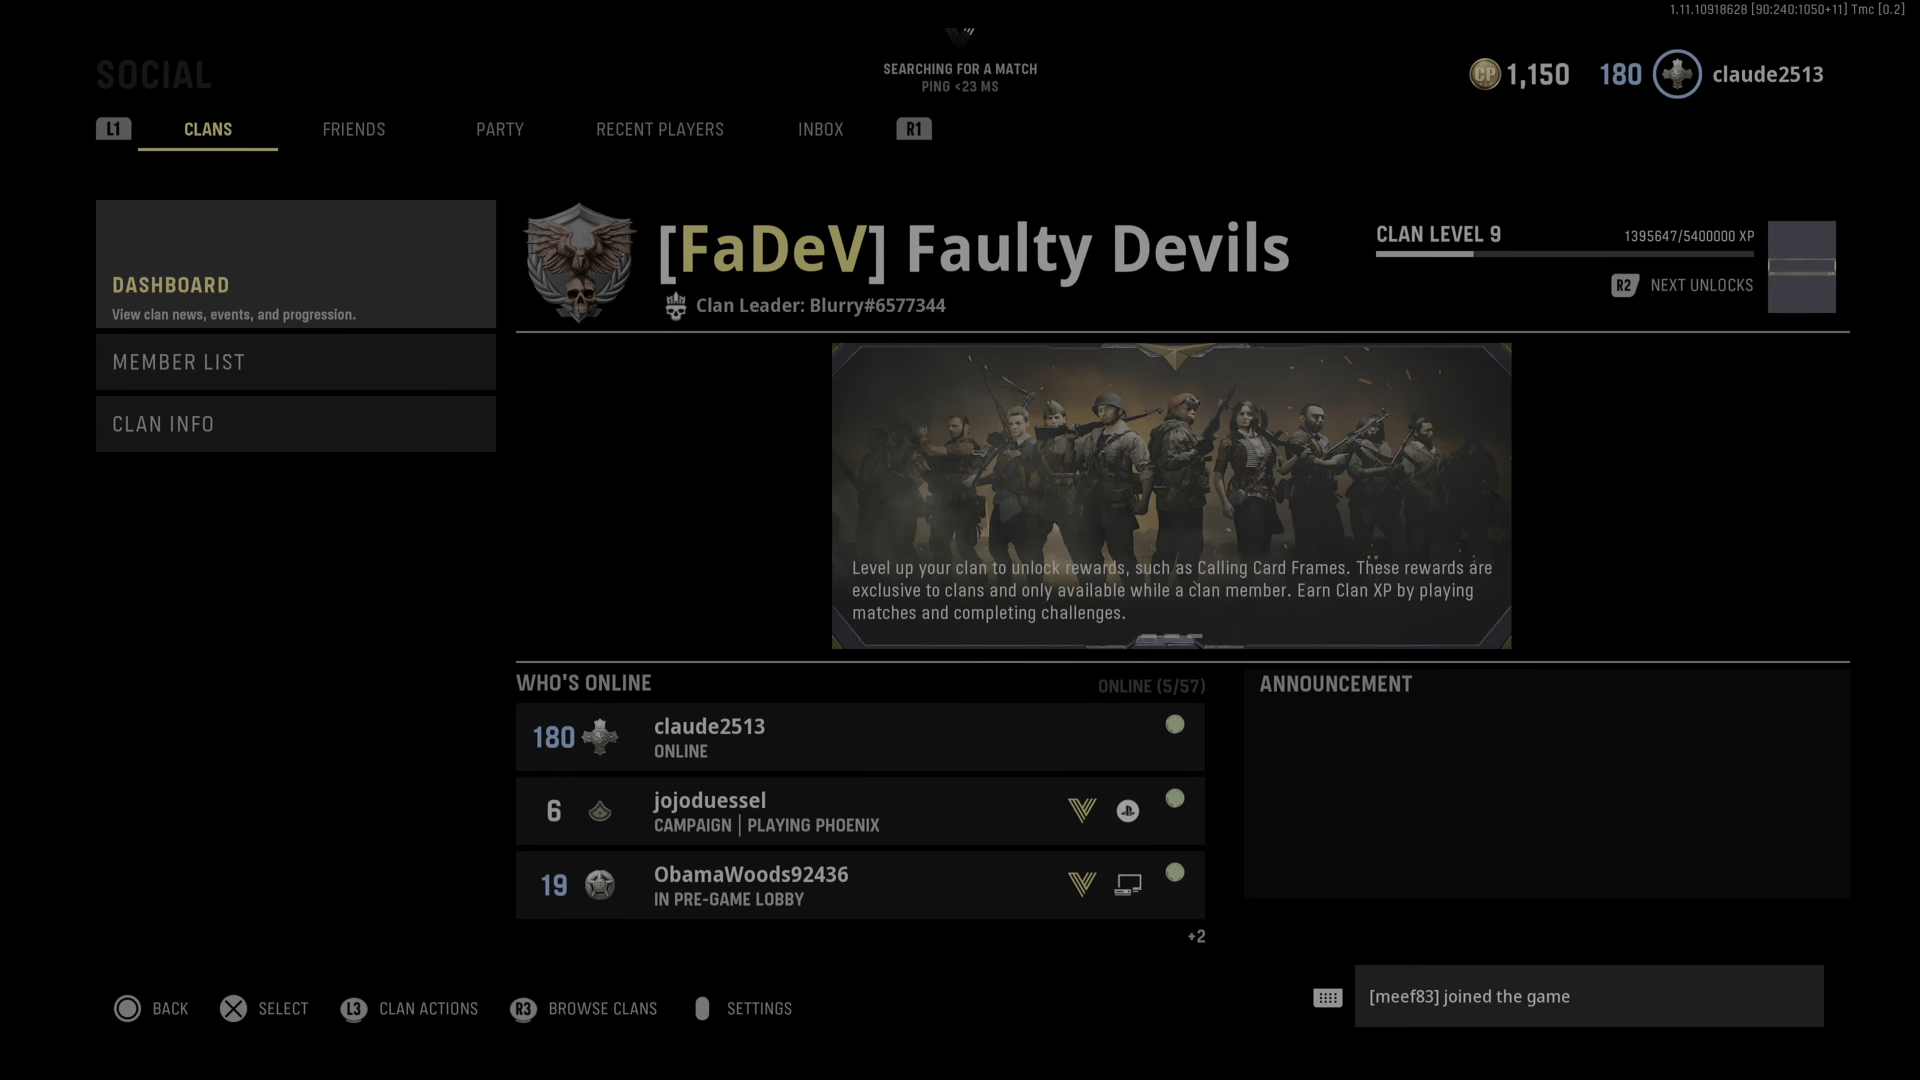 1.11.10918628 [90:240:1050+11] Tmc [0.2]
SOCIAL
SEARCHING FOR A MATCH
PING <23 MS
CP 1,150
180 claude2513
L1 CLANS FRIENDS PARTY RECENT PLAYERS INBOX R1
DASHBOARD
View clan news, events, and progression.
MEMBER LIST
CLAN INFO
[FaDeV] Faulty Devils
Clan Leader: Blurry#6577344
CLAN LEVEL 9 1395647/5400000 XP
R2 NEXT UNLOCKS
Level up your clan to unlock rewards, such as Calling Card Frames. These rewards are
exclusive to clans and only available while a clan member. Earn Clan XP by playing
matches and completing challenges.
WHO'S ONLINE ONLINE (5/57)
180 claude2513
ONLINE
6 jojoduessel
CAMPAIGN | PLAYING PHOENIX
19 ObamaWoods92436
IN PRE-GAME LOBBY
+2
ANNOUNCEMENT
BACK SELECT L3 CLAN ACTIONS R3 BROWSE CLANS SETTINGS
[meef83] joined the game